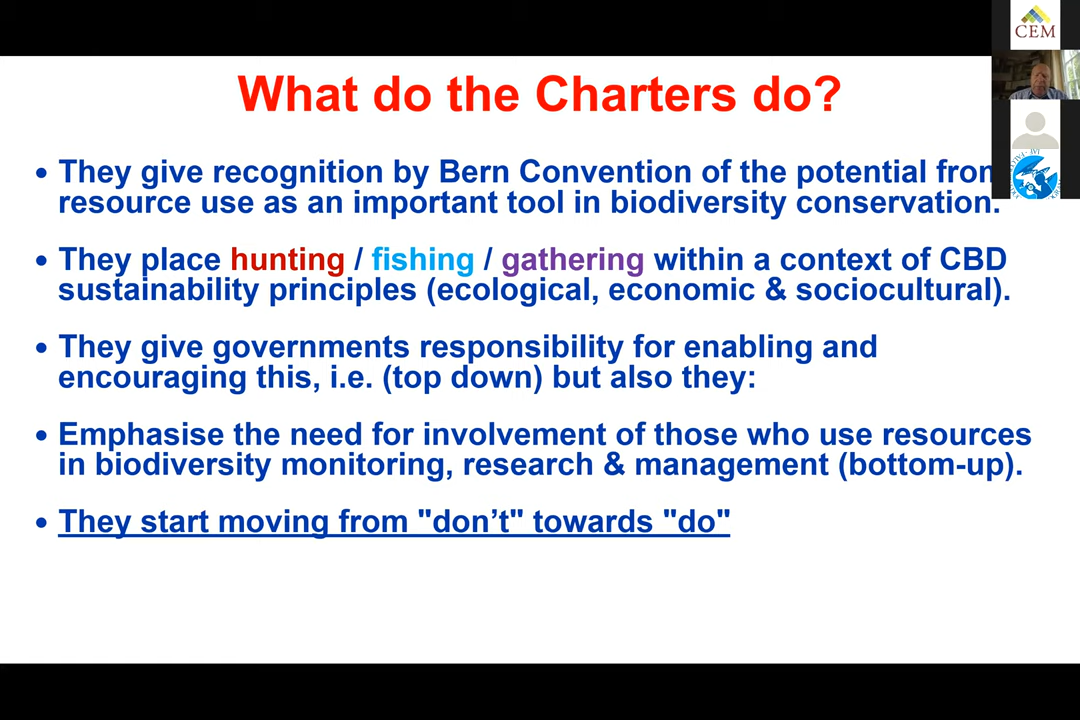 What do the Charters do?
CEM
• They give recognition by Bern Convention of the potential from
resource use as an important tool in biodiversity conservation.
• They place hunting / fishing / gathering within a context of CBD
sustainability principles (ecological, economic & sociocultural).
• They give governments responsibility for enabling and
encouraging this, i.e. (top down) but also they:
• Emphasise the need for involvement of those who use resources
in biodiversity monitoring, research & management (bottom-up).
• They start moving from "don’t" towards "do"